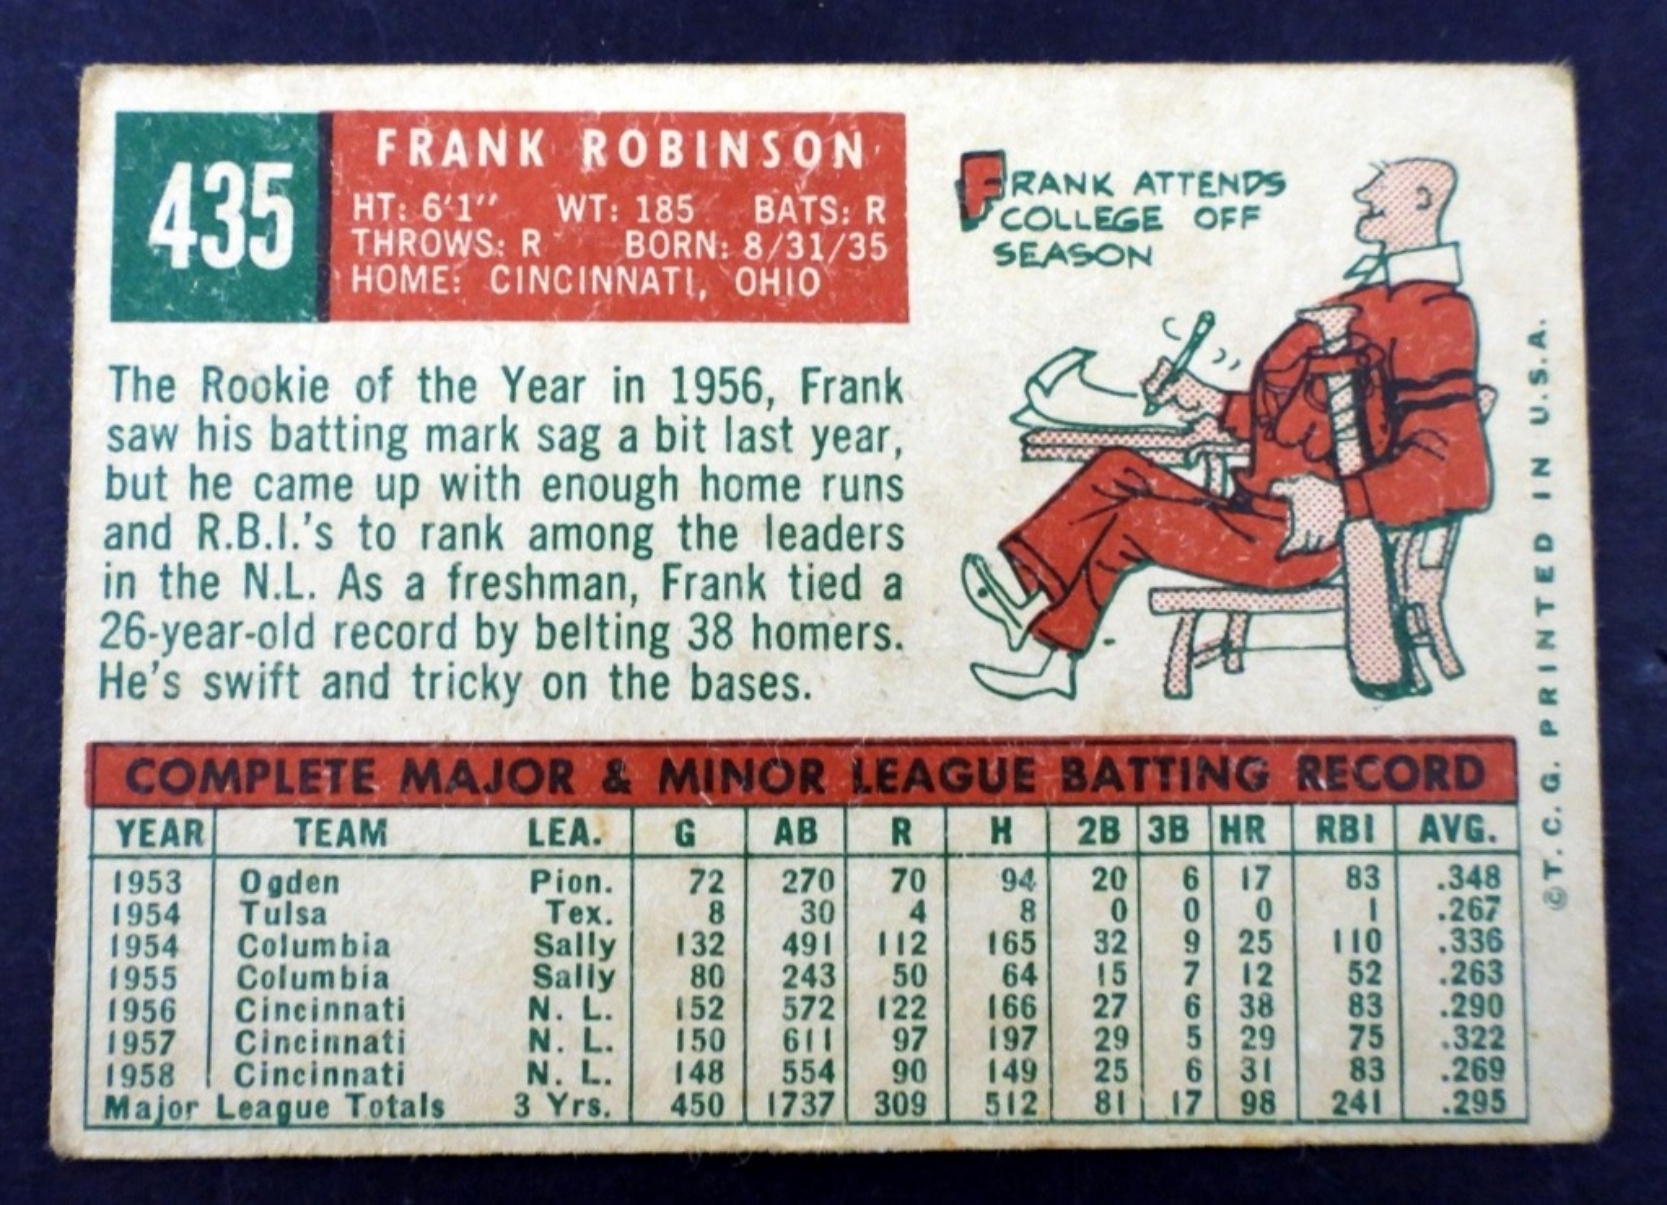 435
FRANK ROBINSON
HT: 6'1" WT: 185 BATS: R
THROWS: R BORN: 8/31/35
HOME: CINCINNATI, OHIO
FRANK ATTENDS
COLLEGE OFF
SEASON
The Rookie of the Year in 1956, Frank
saw his batting mark sag a bit last year,
but he came up with enough home runs
and R.B.I.'s to rank among the leaders
in the N.L. As a freshman, Frank tied a
26-year-old record by belting 38 homers.
He's swift and tricky on the bases.
COMPLETE MAJOR & MINOR LEAGUE BATTING RECORD
YEAR TEAM LEA. G AB R H 2B 3B HR RBI AVG.
1953 Ogden Pion. 72 270 70 94 20 6 17 83 .348
1954 Tulsa Tex. 8 30 4 8 0 0 0 1 .267
1954 Columbia Sally 132 491 112 165 32 9 25 110 .336
1955 Columbia Sally 80 243 50 64 15 7 12 52 .263
1956 Cincinnati N. L. 152 572 122 166 27 6 38 83 .290
1957 Cincinnati N. L. 150 611 97 197 29 5 29 75 .322
1958 Cincinnati N. L. 148 554 90 149 25 6 31 83 .269
Major League Totals 3 Yrs. 450 1737 309 512 81 17 98 241 .295
©T. C. G. PRINTED IN U.S.A.